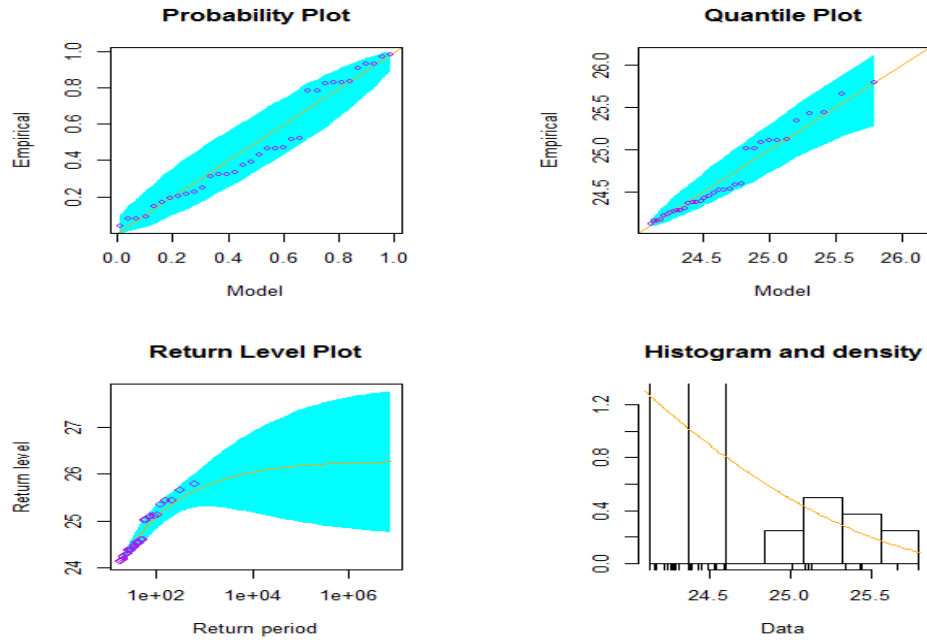 Probability Plot
Empirical
1.0
0.8
0.6
0.4
0.2
0.0 0.2 0.4 0.6 0.8 1.0
Model
Quantile Plot
Empirical
26.0
25.5
25.0
24.5
24.5 25.0 25.5 26.0
Model
Return Level Plot
Return level
27
26
25
24
1e+02 1e+04 1e+06
Return period
Histogram and density
1.2
0.8
0.4
0.0
24.5 25.0 25.5
Data